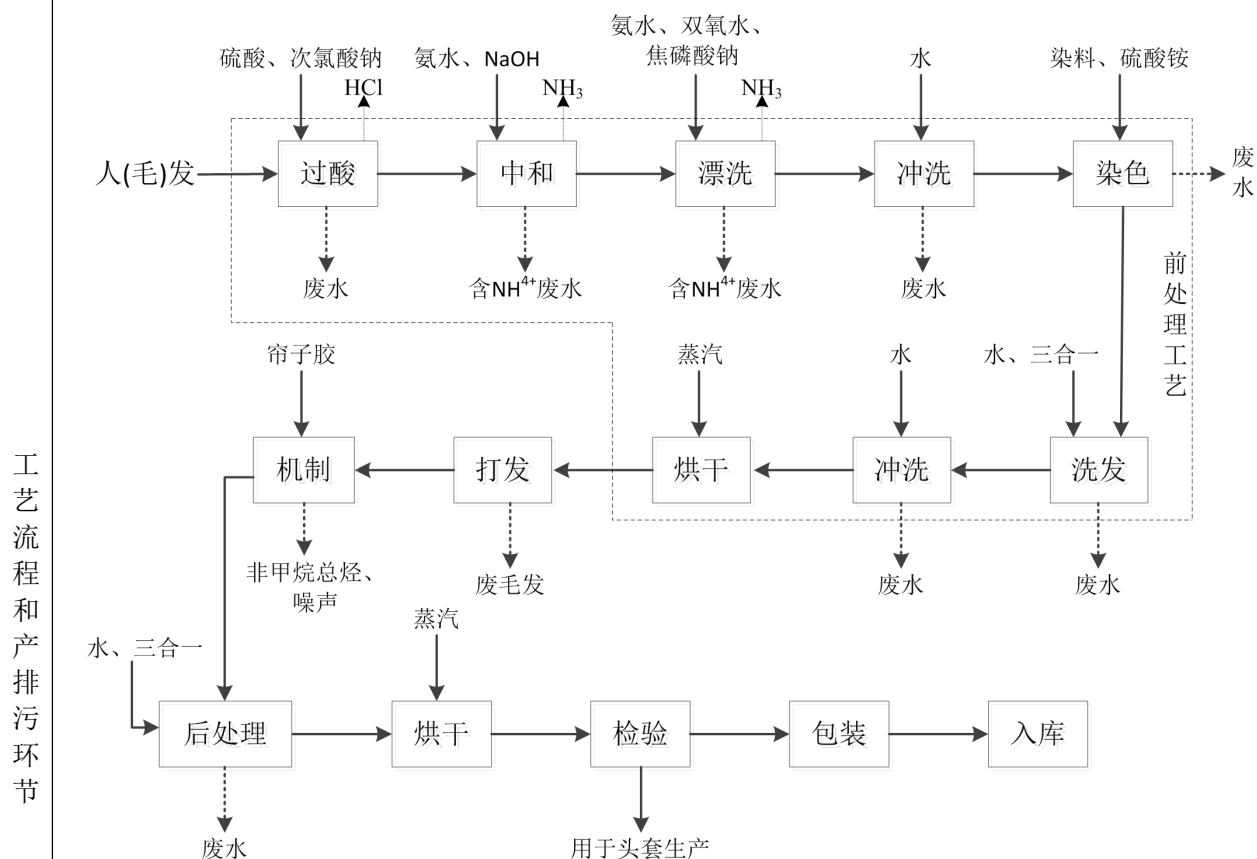 工艺流程和产排污环节
氨水、双氧水、
焦磷酸钠
硫酸、次氯酸钠
氨水、NaOH
水
染料、硫酸铵
HCl
NH₃
NH₃
人(毛)发
过酸
中和
漂洗
冲洗
染色
废水
废水
含NH⁴⁺废水
含NH⁴⁺废水
废水
前处理工艺
帘子胶
蒸汽
水
水、三合一
机制
打发
烘干
冲洗
洗发
非甲烷总烃、
噪声
废毛发
废水
废水
水、三合一
蒸汽
后处理
烘干
检验
包装
入库
废水
用于头套生产